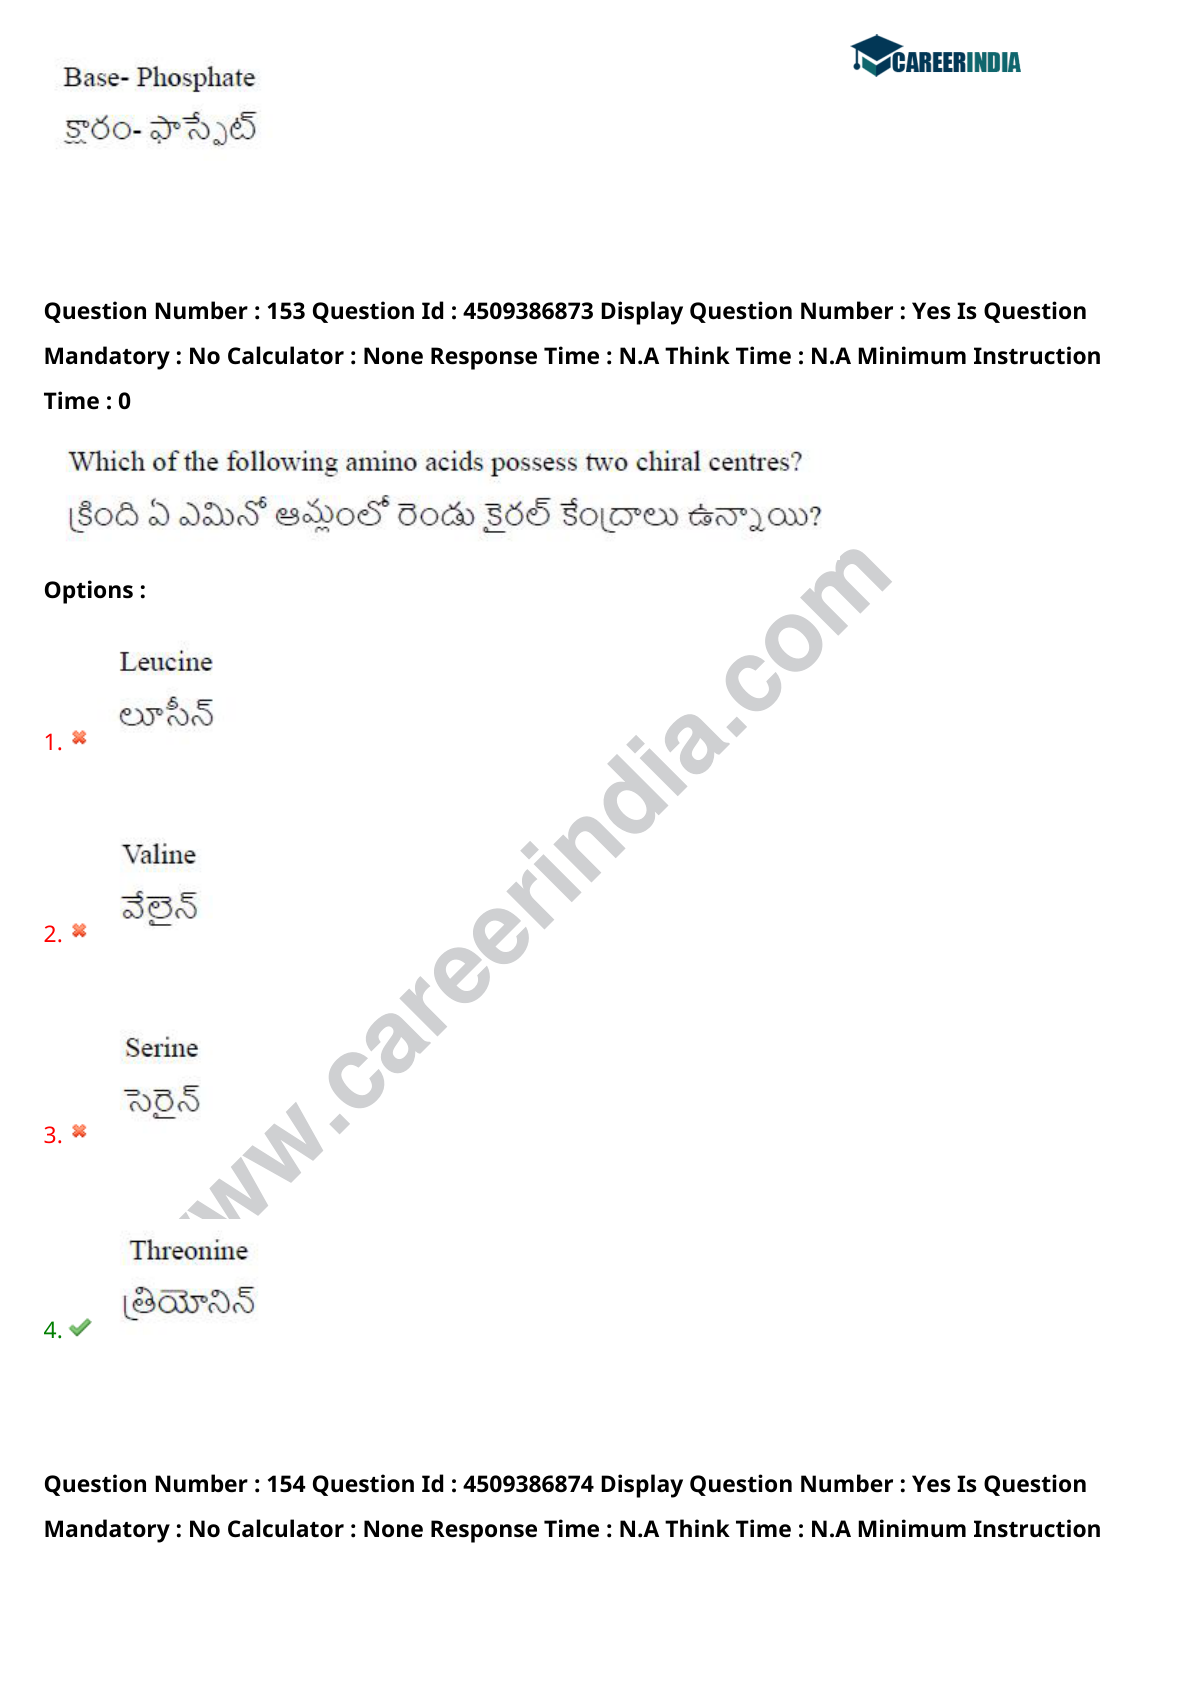 CAREERINDIA
Base- Phosphate
క్షారం- ఫాస్ఫేట్
Question Number : 153 Question Id : 4509386873 Display Question Number : Yes Is Question
Mandatory : No Calculator : None Response Time : N.A Think Time : N.A Minimum Instruction
Time : 0
Which of the following amino acids possess two chiral centres?
క్రింది ఏ ఎమినో ఆమ్లంలో రెండు కైరల్ కేంద్రాలు ఉన్నాయి?
Options :
Leucine
లూసీన్
1.
Valine
వేలైన్
2.
Serine
సెరైన్
3.
Threonine
త్రియోనిన్
4.
www.careerindia.com
Question Number : 154 Question Id : 4509386874 Display Question Number : Yes Is Question
Mandatory : No Calculator : None Response Time : N.A Think Time : N.A Minimum Instruction